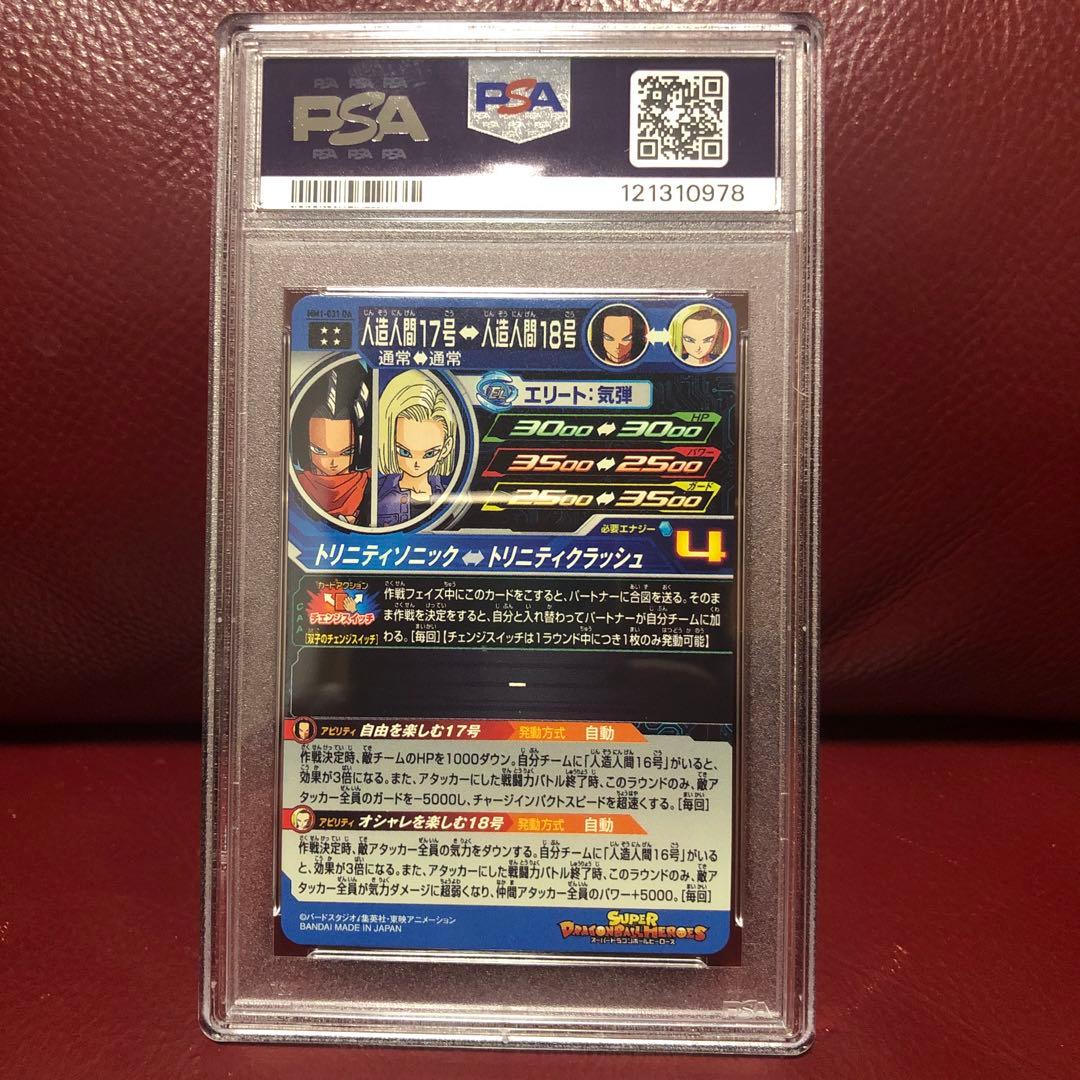 PSA PSA PSA
PSA
PSA PSA PSA
PSA
121310978
MM1-031 DA
人造人間17号⇔人造人間18号
通常⇔通常
エリート:気弾
HP
3000⇔3000
パワー
3500⇔2500
ガード
2500⇔3500
必要エナジー
4
トリニティソニック⇔トリニティクラッシュ
カードアクション
チェンジスイッチ
[双子のチェンジスイッチ]
CAA
作戦フェイズ中にこのカードをこすると、パートナーに合図を送る。そのま
ま作戦を決定をすると、自分と入れ替わってパートナーが自分チームに加
わる。[毎回]【チェンジスイッチは1ラウンド中につき1枚のみ発動可能】
ー
アビリティ 自由を楽しむ17号 発動方式 自動
作戦決定時、敵チームのHPを1000ダウン。自分チームに「人造人間16号」がいると、
効果が3倍になる。また、アタッカーにした戦闘力バトル終了時、このラウンドのみ、敵ア
タッカー全員のガードを-5000し、チャージインパクトスピードを超速くする。[毎回]
アビリティ オシャレを楽しむ18号 発動方式 自動
作戦決定時、敵アタッカー全員の気力をダウンする。自分チームに「人造人間16号」がいる
と、効果が3倍になる。また、アタッカーにした戦闘力バトル終了時、このラウンドのみ、敵ア
タッカー全員が気力ダメージに超弱くなり、仲間アタッカー全員のパワー+5000。[毎回]
©バードスタジオ/集英社・東映アニメーション
BANDAI MADE IN JAPAN
SUPER
DRAGONBALL HEROES
スーパードラゴンボールヒーローズ
PSA